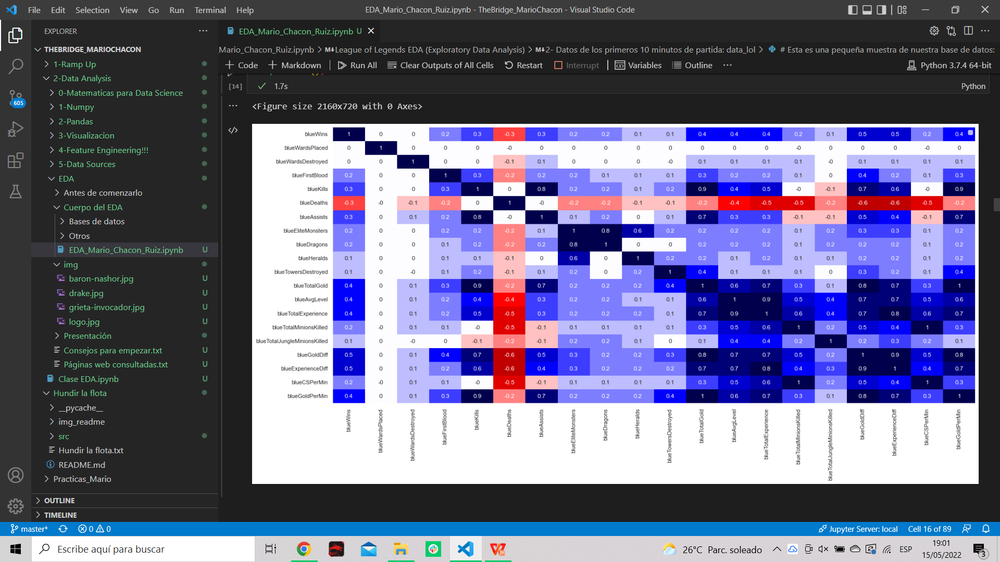 File Edit Selection View Go Run Terminal Help
EDA_Mario_Chacon_Ruiz.ipynb - TheBridge_MarioChacon - Visual Studio Code
EXPLORER
THEBRIDGE_MARIOCHACON
1-Ramp Up
2-Data Analysis
0-Matematicas para Data Science
1-Numpy
2-Pandas
3-Visualizacion
4-Feature Engineering!!!
5-Data Sources
EDA
Antes de comenzarlo
Cuerpo del EDA
Bases de datos
Otros
EDA_Mario_Chacon_Ruiz.ipynb U
img
baron-nashor.jpg U
drake.jpg U
grieta-invocador.jpg U
logo.jpg U
Presentación
Consejos para empezar.txt U
Páginas web consultadas.txt U
Clase EDA.ipynb U
Hundir la flota
__pycache__
img_readme
src
Hundir la flota.txt
README.md
Practicas_Mario
OUTLINE
TIMELINE
605
EDA_Mario_Chacon_Ruiz.ipynb U
_Mario_Chacon_Ruiz.ipynb > M↓League of Legends EDA (Exploratory Data Analysis) > M↓2- Datos de los primeros 10 minutos de partida: data_lol > # Esta es una pequeña muestra de nuestra base de datos:
+ Code + Markdown Run All Clear Outputs of All Cells Restart Interrupt Variables Outline ··· Python 3.7.4 64-bit
[14] 1.7s Python
<Figure size 2160x720 with 0 Axes>
blueWins 1 0 0 0.2 0.3 -0.3 0.3 0.2 0.2 0.1 0.1 0.4 0.4 0.4 0.2 0.1 0.5 0.5 0.2 0.4
blueWardsPlaced 0 1 0 0 0 -0 0 0 0 0 0 0 0 0 -0 0 0 0 -0 0
blueWardsDestroyed 0 0 1 0 0 -0.1 0.1 0 0 0 -0 0.1 0.1 0.1 0.1 -0 0.1 0.1 0.1 0.1
blueFirstBlood 0.2 0 0 1 0.3 -0.2 0.2 0.2 0.1 0.1 0.1 0.3 0.2 0.2 0.1 0 0.4 0.2 0.1 0.3
blueKills 0.3 0 0 0.3 1 0 0.8 0.2 0.2 0.1 0.2 0.9 0.4 0.5 -0 -0.1 0.7 0.6 -0 0.9
blueDeaths -0.3 -0 -0.1 -0.2 0 1 -0 -0.2 -0.2 -0.1 -0.1 -0.2 -0.4 -0.5 -0.5 -0.2 -0.6 -0.6 -0.5 -0.2
blueAssists 0.3 0 0.1 0.2 0.8 -0 1 0.1 0.2 0 0.1 0.7 0.3 0.3 -0.1 -0.1 0.5 0.4 -0.1 0.7
blueEliteMonsters 0.2 0 0 0.2 0.2 -0.2 0.1 1 0.8 0.6 0.2 0.2 0.2 0.2 0.1 0.2 0.3 0.3 0.1 0.2
blueDragons 0.2 0 0 0.1 0.2 -0.2 0.2 0.8 1 0 0 0.2 0.2 0.2 0.1 0.2 0.2 0.2 0.1 0.2
blueHeralds 0.1 0 0 0.1 0.1 -0.1 0 0.6 0 1 0.2 0.2 0.1 0.2 0.1 0.1 0.2 0.2 0.1 0.2
blueTowersDestroyed 0.1 0 -0 0.1 0.2 -0.1 0.1 0.2 0 0.2 1 0.4 0.1 0.1 0.1 0 0.3 0.2 0.1 0.4
blueTotalGold 0.4 0 0.1 0.3 0.9 -0.2 0.7 0.2 0.2 0.2 0.4 1 0.6 0.7 0.3 0.1 0.8 0.7 0.3 1
blueAvgLevel 0.4 0 0.1 0.2 0.4 -0.4 0.3 0.2 0.2 0.1 0.1 0.6 1 0.9 0.5 0.4 0.7 0.7 0.5 0.6
blueTotalExperience 0.4 0 0.1 0.2 0.5 -0.5 0.3 0.2 0.2 0.2 0.1 0.7 0.9 1 0.6 0.4 0.7 0.8 0.6 0.7
blueTotalMinionsKilled 0.2 -0 0.1 0.1 -0 -0.5 -0.1 0.1 0.1 0.1 0.1 0.3 0.5 0.6 1 0.2 0.5 0.4 1 0.3
blueTotalJungleMinionsKilled 0.1 0 -0 0 -0.1 -0.2 -0.1 0.2 0.2 0.1 0 0.1 0.4 0.4 0.2 1 0.2 0.3 0.2 0.1
blueGoldDiff 0.5 0 0.1 0.4 0.7 -0.6 0.5 0.3 0.2 0.2 0.3 0.8 0.7 0.7 0.5 0.2 1 0.9 0.5 0.8
blueExperienceDiff 0.5 0 0.1 0.2 0.6 -0.6 0.4 0.3 0.2 0.2 0.2 0.7 0.7 0.8 0.4 0.3 0.9 1 0.4 0.7
blueCSPerMin 0.2 -0 0.1 0.1 -0 -0.5 -0.1 0.1 0.1 0.1 0.1 0.3 0.5 0.6 1 0.2 0.5 0.4 1 0.3
blueGoldPerMin 0.4 0 0.1 0.3 0.9 -0.2 0.7 0.2 0.2 0.2 0.4 1 0.6 0.7 0.3 0.1 0.8 0.7 0.3 1
blueWins
blueWardsPlaced
blueWardsDestroyed
blueFirstBlood
blueKills
blueDeaths
blueAssists
blueEliteMonsters
blueDragons
blueHeralds
blueTowersDestroyed
blueTotalGold
blueAvgLevel
blueTotalExperience
blueTotalMinionsKilled
blueTotalJungleMinionsKilled
blueGoldDiff
blueExperienceDiff
blueCSPerMin
blueGoldPerMin
master* 0 0 Jupyter Server: local Cell 16 of 89
Escribe aquí para buscar
26°C Parc. soleado ESP
19:01
15/05/2022
3